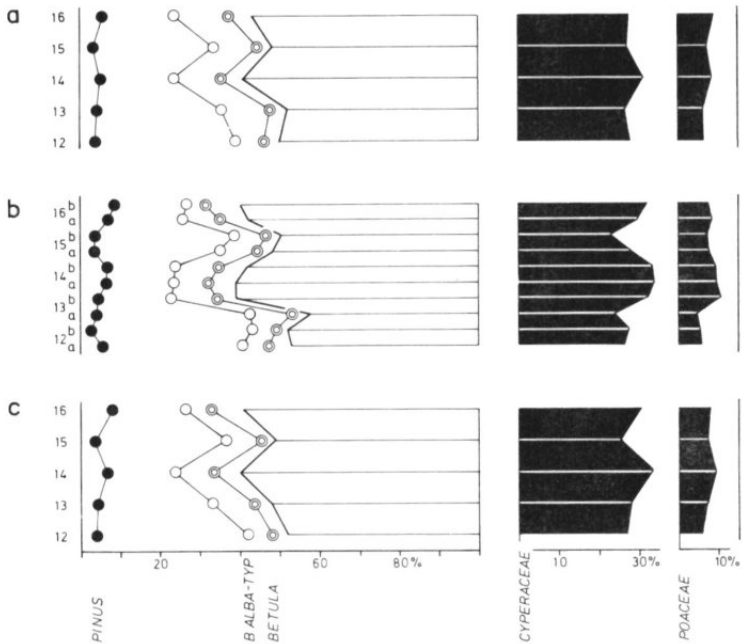 a
16
15
14
13
12
b
16 b
a
15 b
a
14 b
a
13 b
a
12 b
a
c
16
15
14
13
12
20 60 80% 10 30% 10%
PINUS
B ALBA-TYP
BETULA
CYPERACEAE
POACEAE